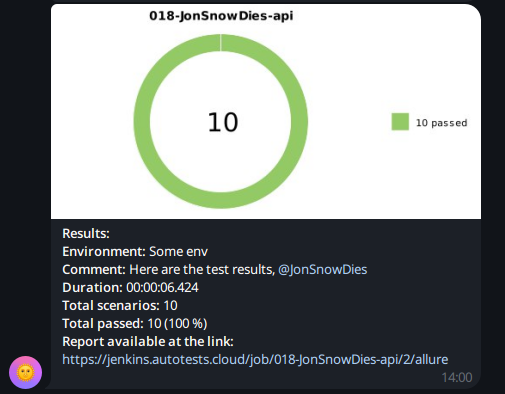 018-JonSnowDies-api
10
10 passed
Results:
Environment: Some env
Comment: Here are the test results, @JonSnowDies
Duration: 00:00:06.424
Total scenarios: 10
Total passed: 10 (100 %)
Report available at the link:
https://jenkins.autotests.cloud/job/018-JonSnowDies-api/2/allure
14:00